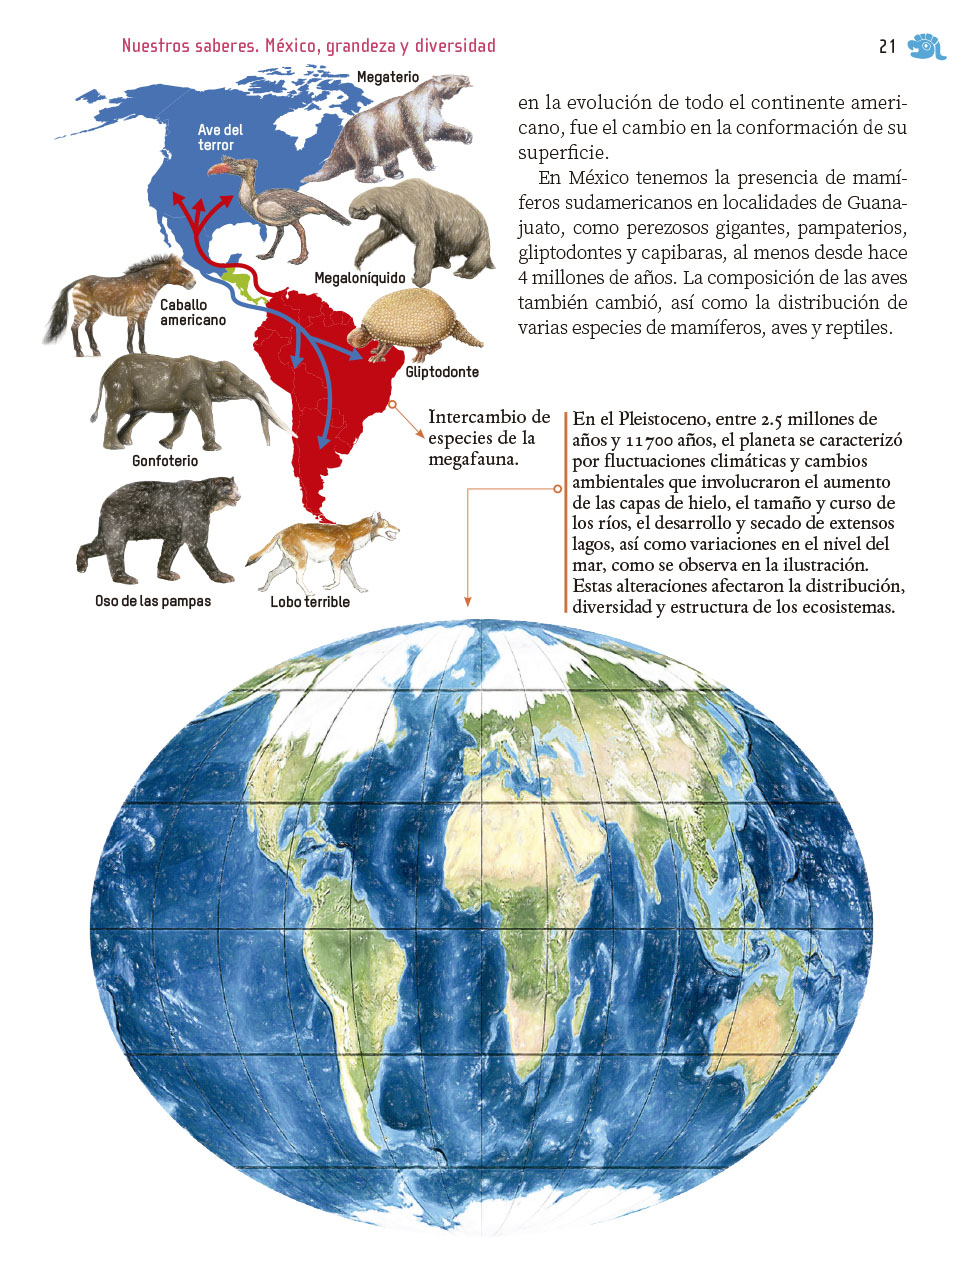 Nuestros saberes. México, grandeza y diversidad
21
Megaterio
Ave del
terror
Megaloníquido
Caballo
americano
Gliptodonte
Gonfoterio
Oso de las pampas
Lobo terrible
Intercambio de
especies de la
megafauna.
en la evolución de todo el continente ameri-
cano, fue el cambio en la conformación de su
superficie.
En México tenemos la presencia de mamí-
feros sudamericanos en localidades de Guana-
juato, como perezosos gigantes, pampaterios,
gliptodontes y capibaras, al menos desde hace
4 millones de años. La composición de las aves
también cambió, así como la distribución de
varias especies de mamíferos, aves y reptiles.
En el Pleistoceno, entre 2.5 millones de
años y 11 700 años, el planeta se caracterizó
por fluctuaciones climáticas y cambios
ambientales que involucraron el aumento
de las capas de hielo, el tamaño y curso de
los ríos, el desarrollo y secado de extensos
lagos, así como variaciones en el nivel del
mar, como se observa en la ilustración.
Estas alteraciones afectaron la distribución,
diversidad y estructura de los ecosistemas.